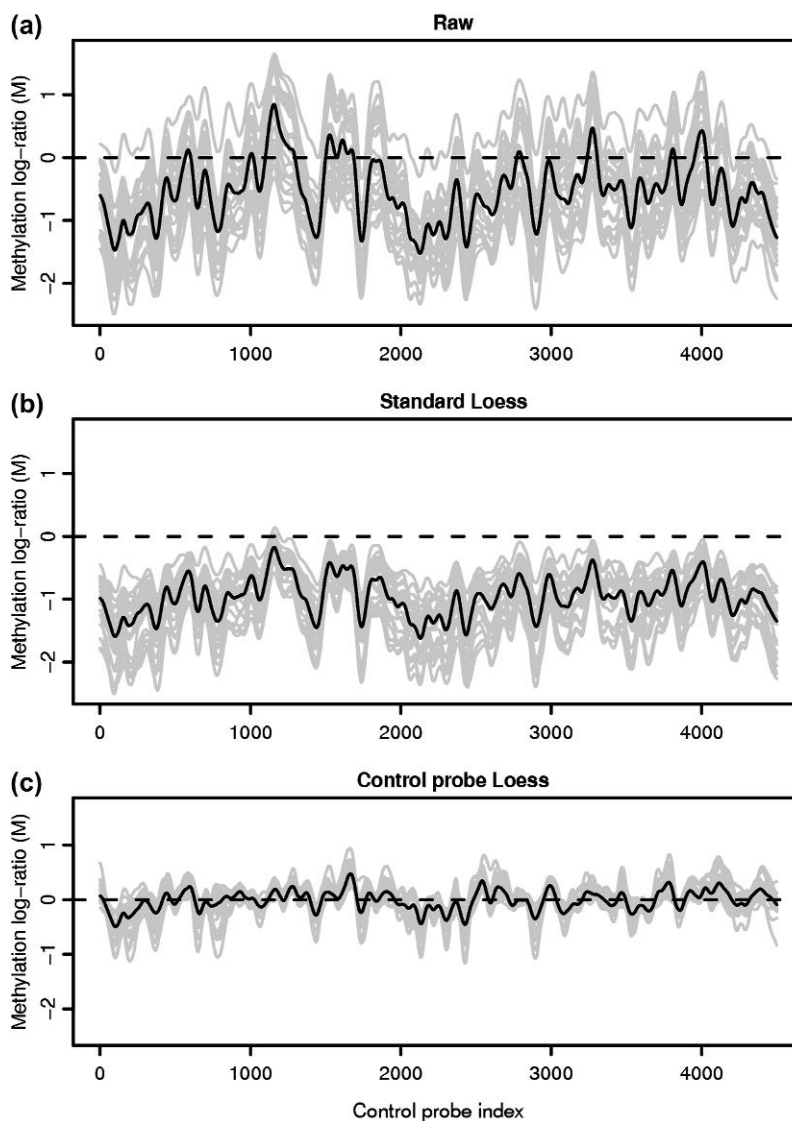 (a)
Raw
Methylation log-ratio (M)
1
0
-1
-2
0 1000 2000 3000 4000
(b)
Standard Loess
Methylation log-ratio (M)
1
0
-1
-2
0 1000 2000 3000 4000
(c)
Control probe Loess
Methylation log-ratio (M)
1
0
-1
-2
0 1000 2000 3000 4000
Control probe index